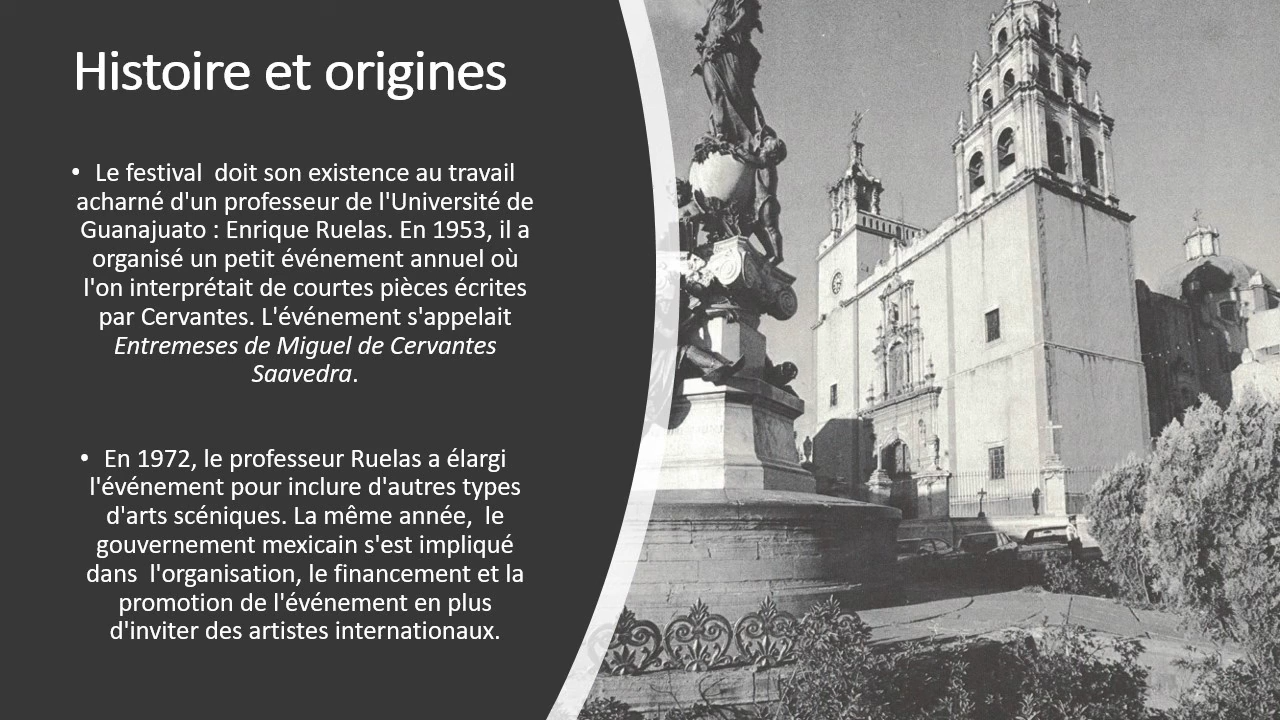 Histoire et origines
• Le festival  doit son existence au travail
acharné d'un professeur de l'Université de
Guanajuato : Enrique Ruelas. En 1953, il a
organisé un petit événement annuel où
l'on interprétait de courtes pièces écrites
par Cervantes. L'événement s'appelait
Entremeses de Miguel de Cervantes
Saavedra.
• En 1972, le professeur Ruelas a élargi
l'événement pour inclure d'autres types
d'arts scéniques. La même année,  le
gouvernement mexicain s'est impliqué
dans  l'organisation, le financement et la
promotion de l'événement en plus
d'inviter des artistes internationaux.